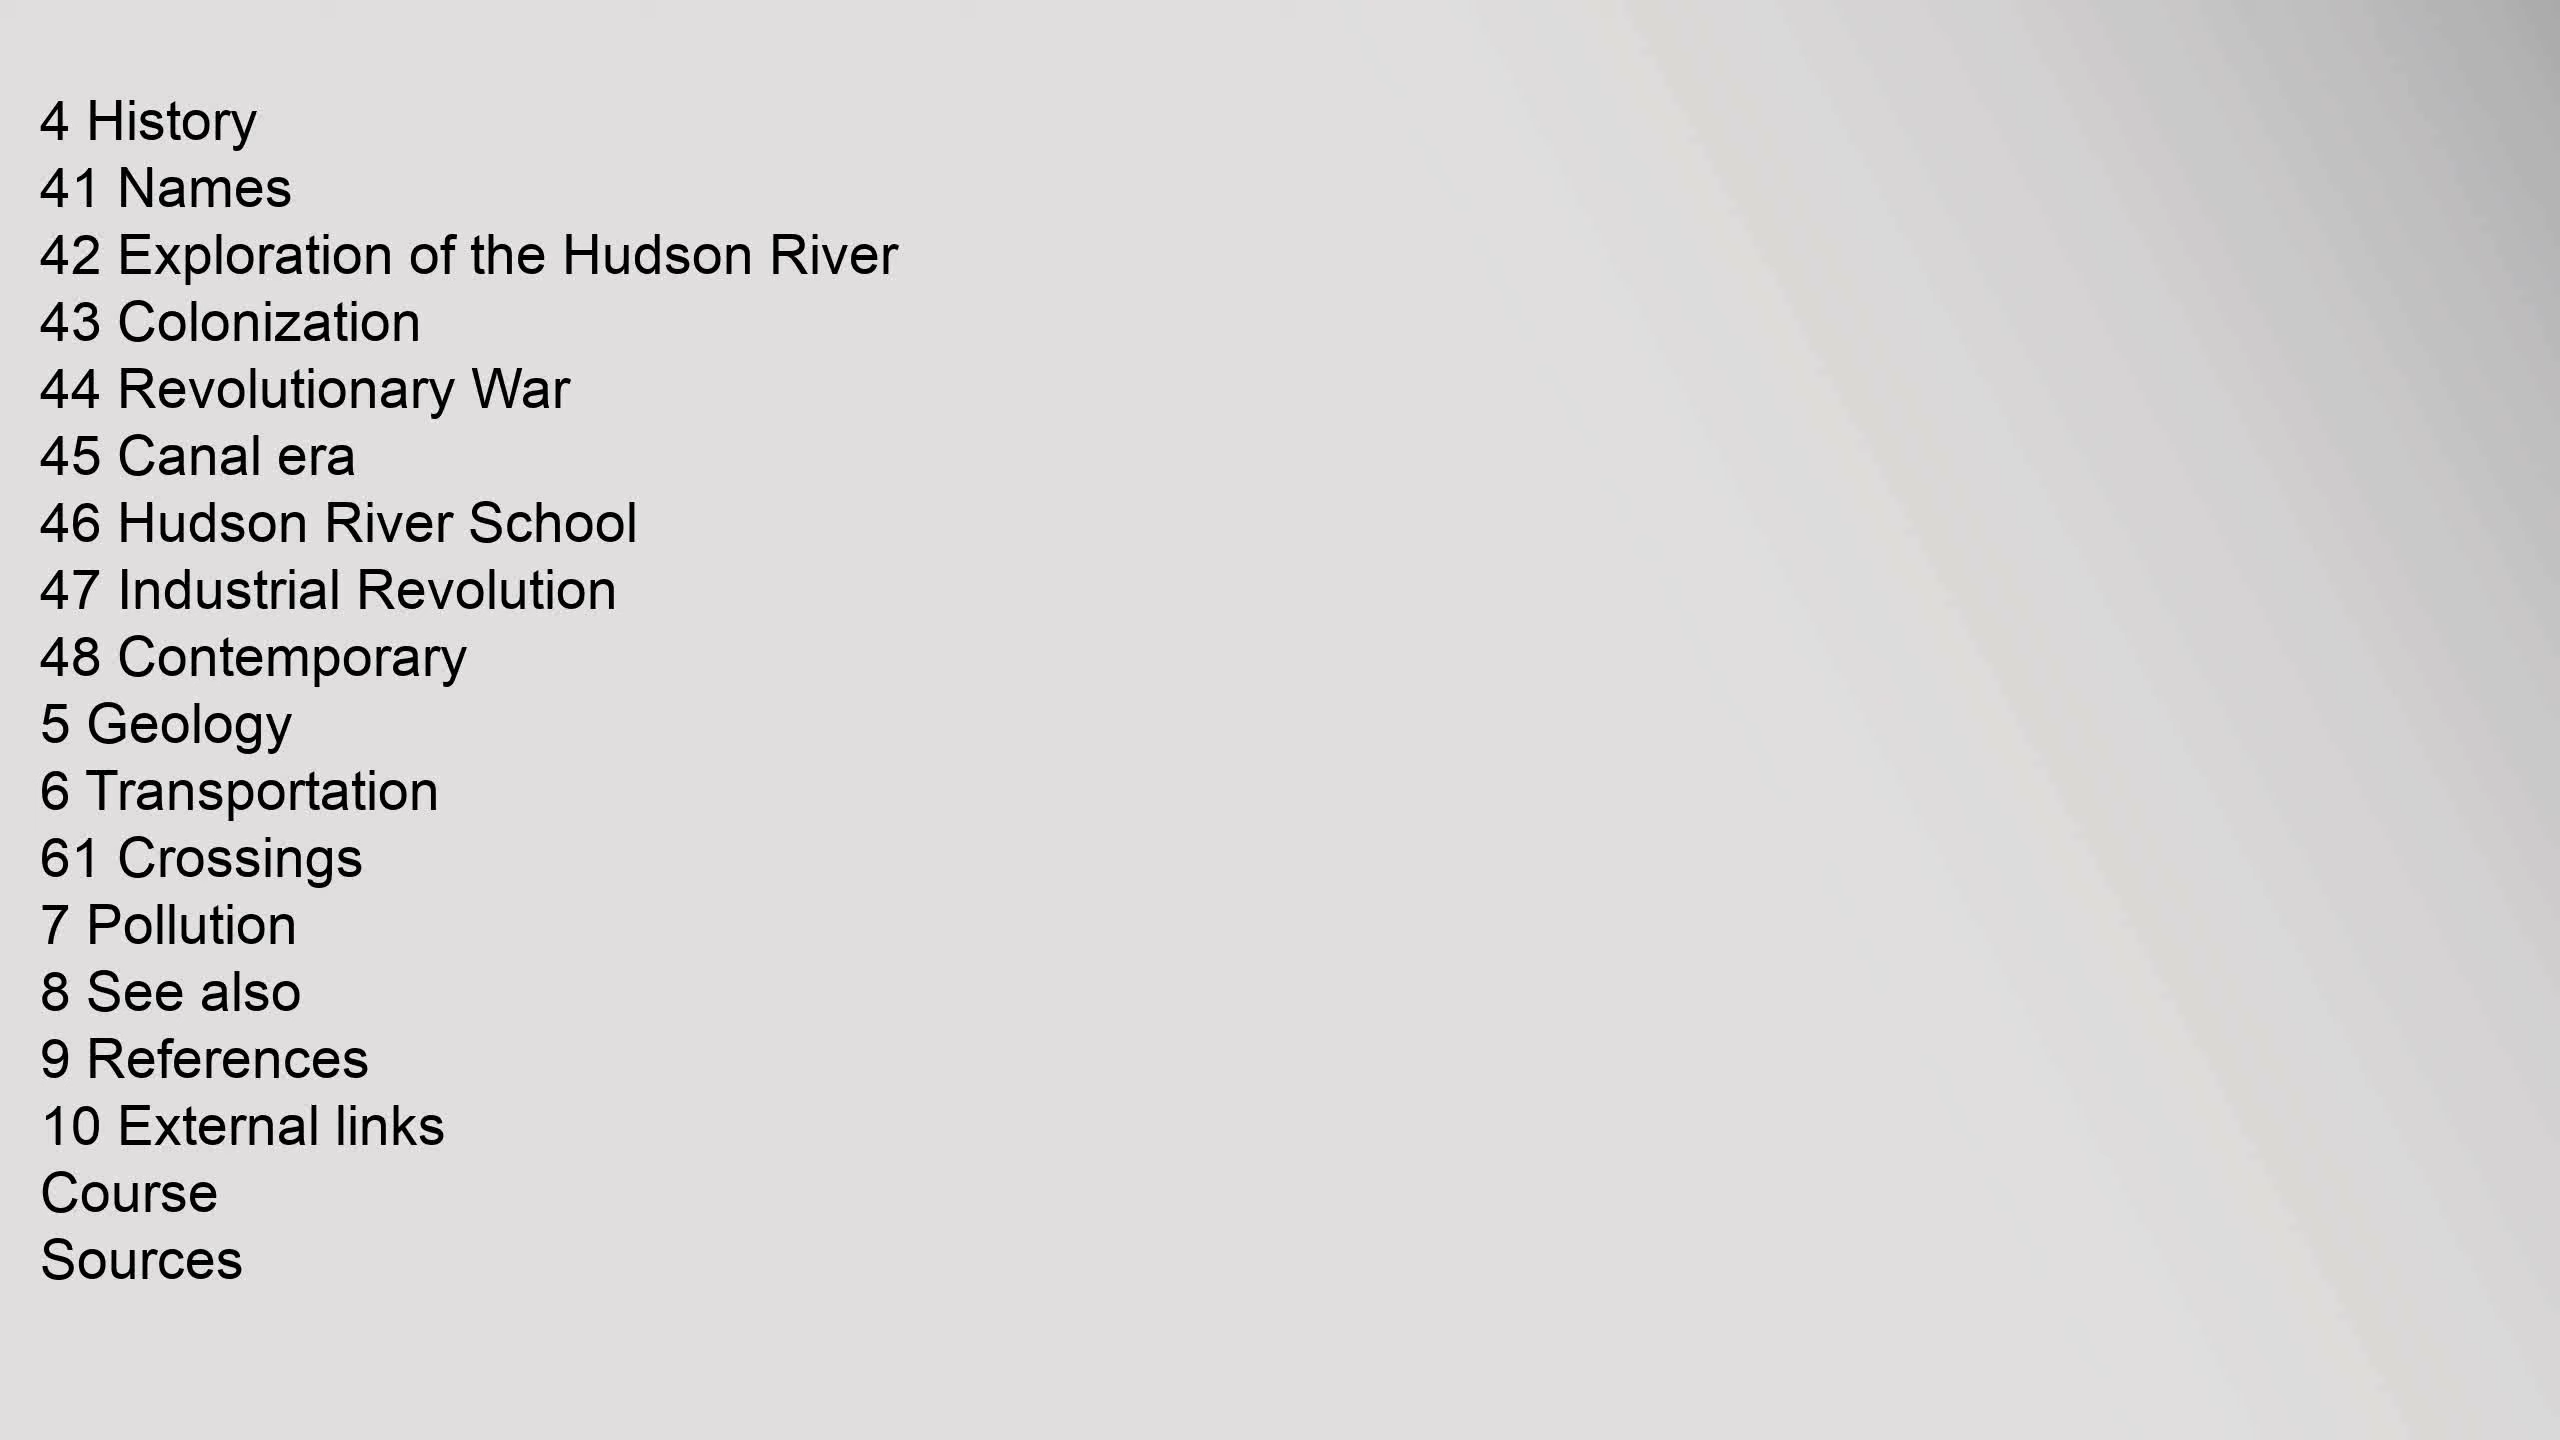 4 History
41 Names
42 Exploration of the Hudson River
43 Colonization
44 Revolutionary War
45 Canal era
46 Hudson River School
47 Industrial Revolution
48 Contemporary
5 Geology
6 Transportation
61 Crossings
7 Pollution
8 See also
9 References
10 External links
Course
Sources